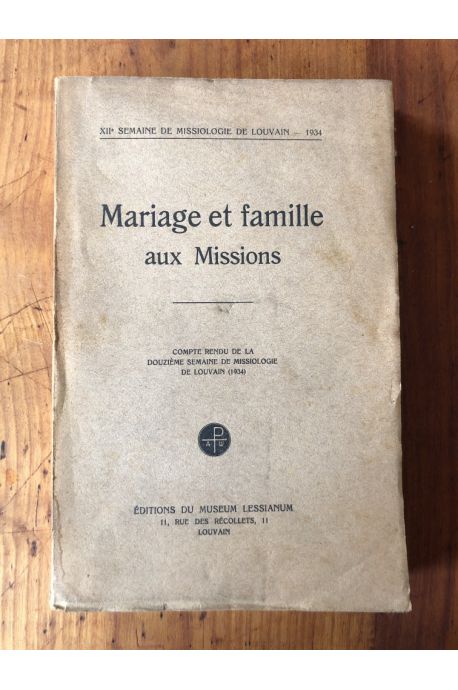 XIIe SEMAINE DE MISSIOLOGIE DE LOUVAIN — 1934
Mariage et famille
aux Missions
COMPTE RENDU DE LA
DOUZIÈME SEMAINE DE MISSIOLOGIE
DE LOUVAIN (1934)
P
A ω
ÉDITIONS DU MUSEUM LESSIANUM
11, RUE DES RÉCOLLETS, 11
LOUVAIN